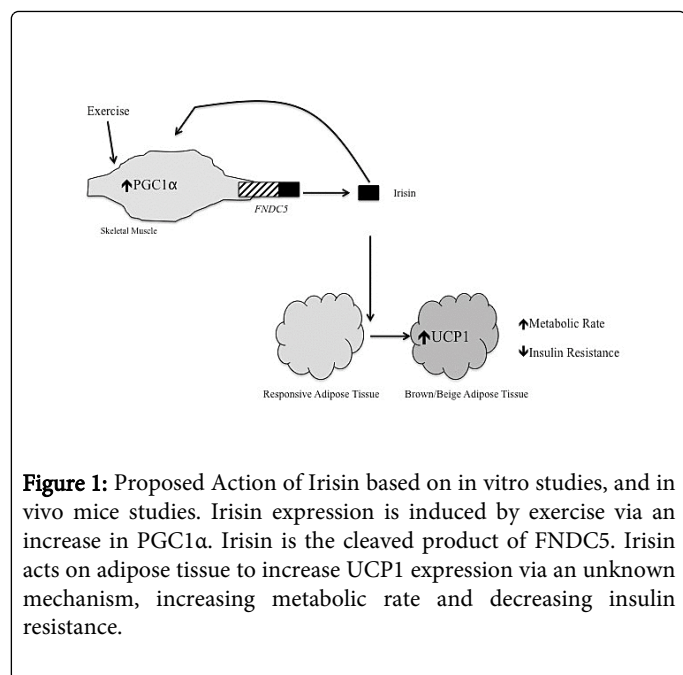 Exercise
↑PGC1α
FNDC5
Irisin
Skeletal Muscle
↑UCP1
↑Metabolic Rate
↓Insulin Resistance
Responsive Adipose Tissue
Brown/Beige Adipose Tissue
Figure 1: Proposed Action of Irisin based on in vitro studies, and in
vivo mice studies. Irisin expression is induced by exercise via an
increase in PGC1α. Irisin is the cleaved product of FNDC5. Irisin
acts on adipose tissue to increase UCP1 expression via an unknown
mechanism, increasing metabolic rate and decreasing insulin
resistance.